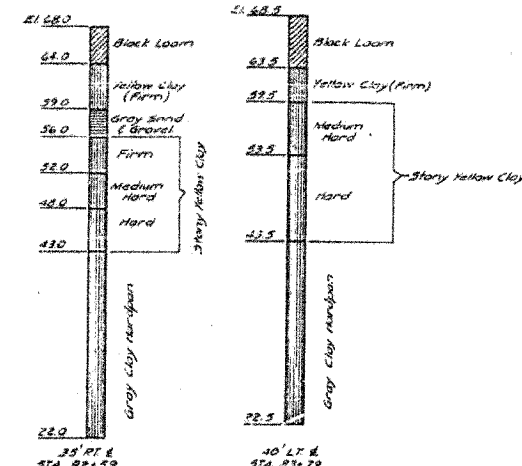 El. 68.0
Black Loam
64.0
Yellow Clay
(Firm)
59.0
Gray Sand
& Gravel
56.0
Firm
52.0
Medium
Hard
48.0
Hard
43.0
Stony Yellow Clay
Gray Clay Hardpan
22.0
35' RT. ⅊
El. 68.5
Black Loam
63.5
Yellow Clay (Firm)
59.5
Medium
Hard
53.5
Hard
Stony Yellow Clay
43.5
Gray Clay Hardpan
22.5
40' LT. ⅊